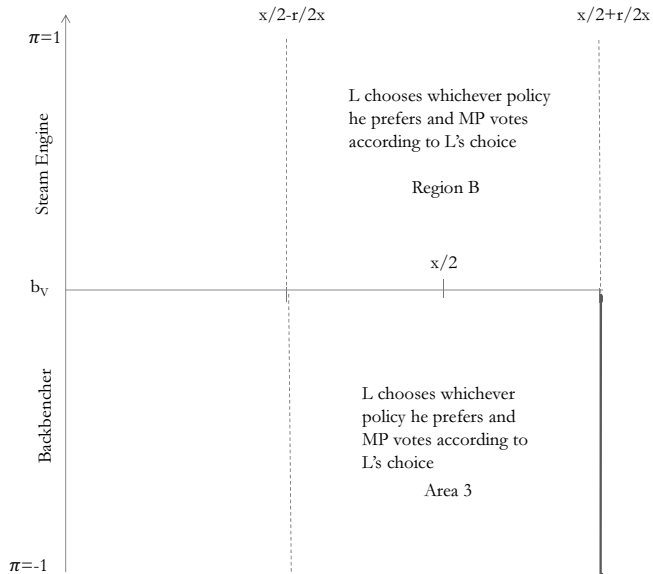 x/2-r/2x
x/2+r/2x
π=1
L chooses whichever policy
he prefers and MP votes
according to L's choice
Steam Engine
Region B
x/2
bV
L chooses whichever
policy he prefers and
MP votes according to
L's choice
Backbencher
Area 3
π=-1